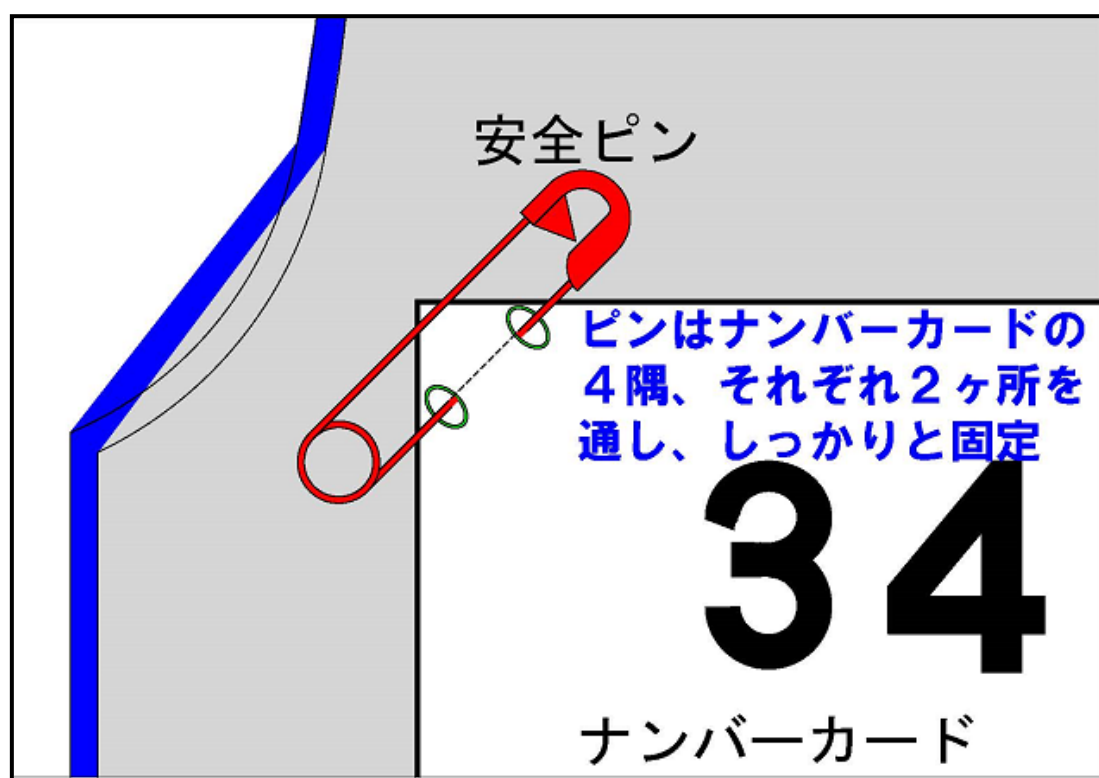 安全ピン
ピンはナンバーカードの
４隅、それぞれ２ヶ所を
通し、しっかりと固定
34
ナンバーカード